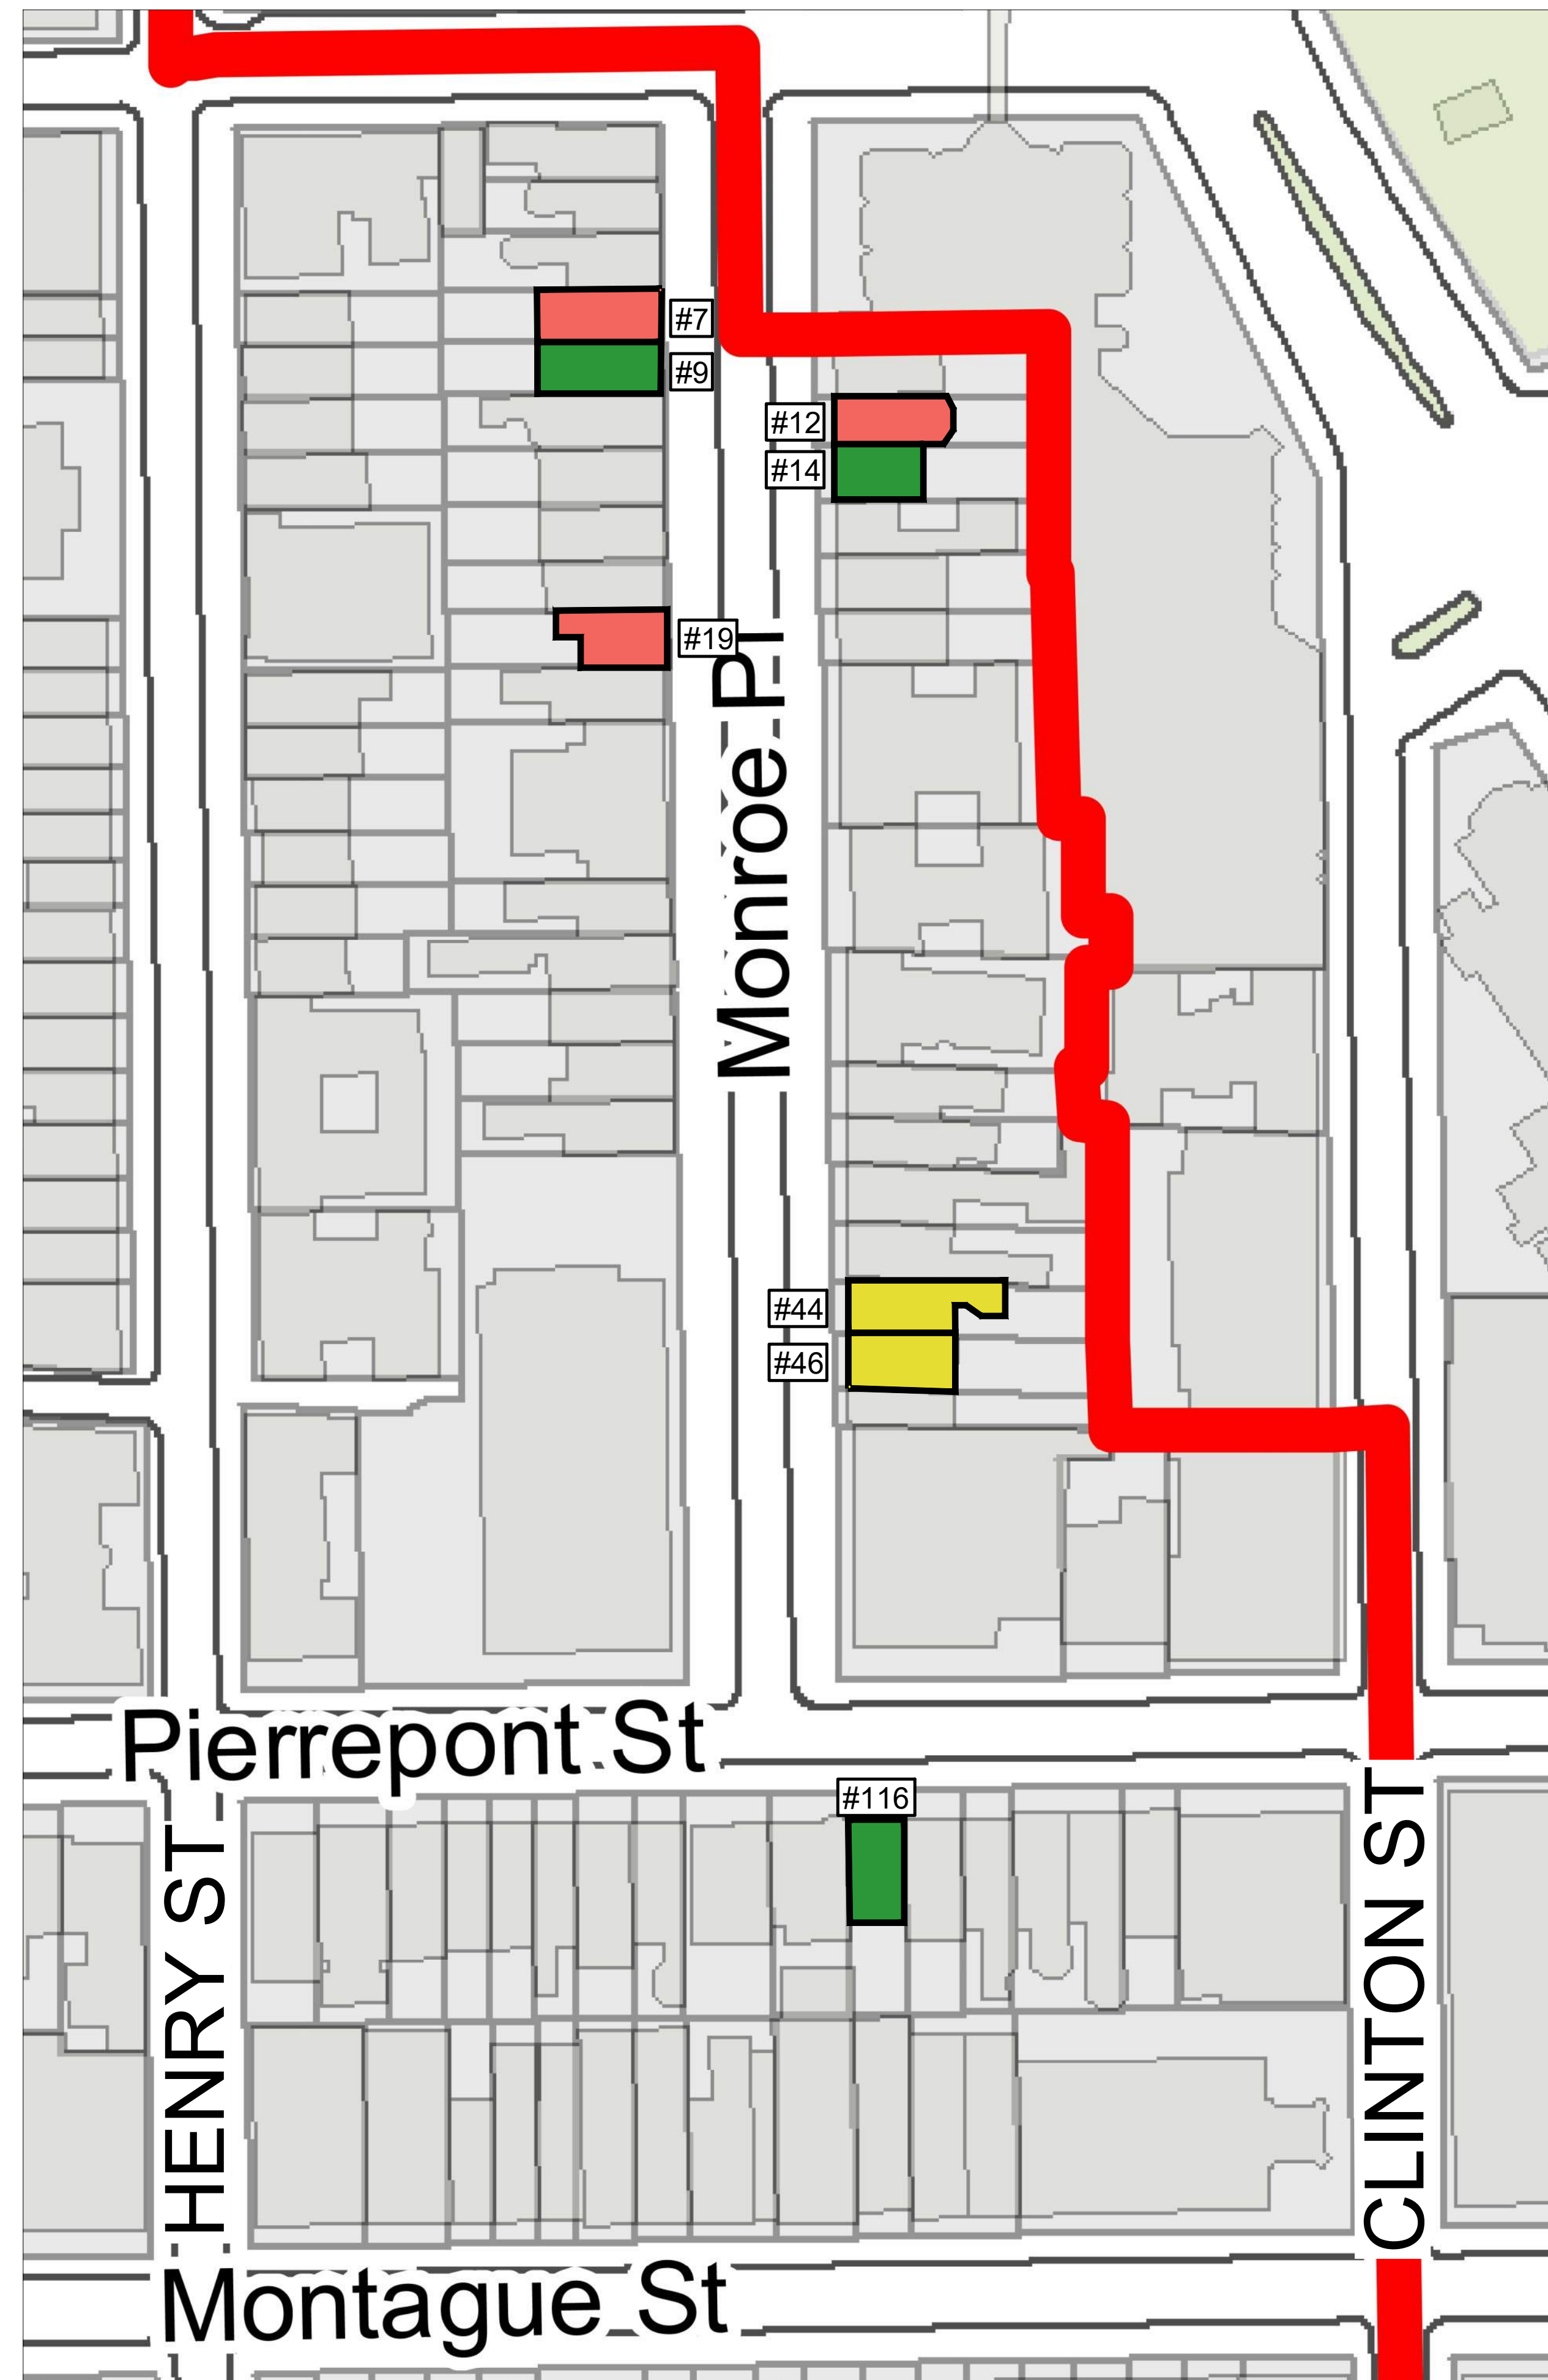 #7
#9
#12
#14
#19
Monroe Pl
#44
#46
Pierrepont St
#116
HENRY ST
CLINTON ST
Montague St